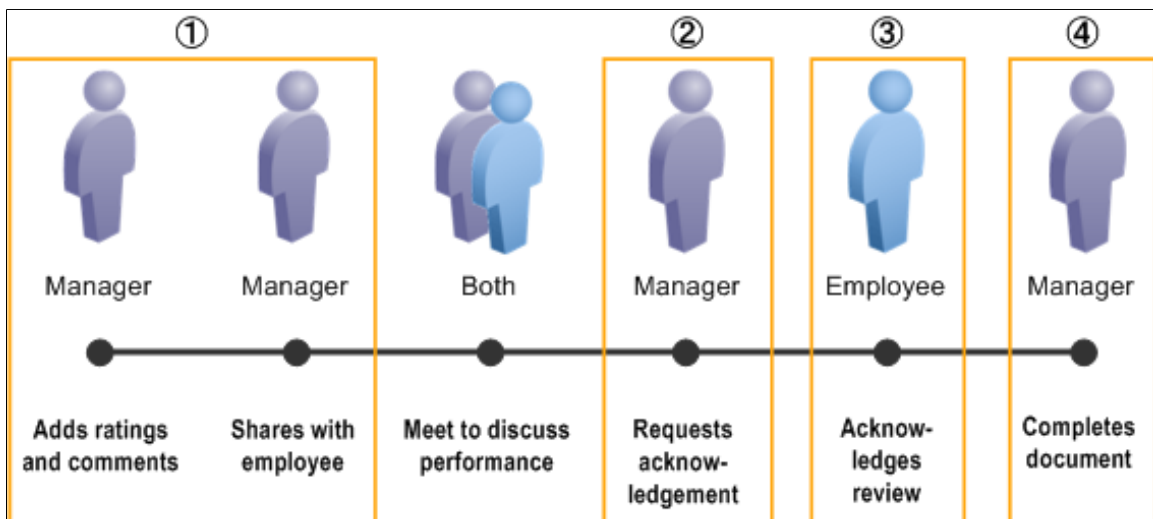 ① ② ③ ④
Manager Manager Both Manager Employee Manager
Adds ratings
and comments
Shares with
employee
Meet to discuss
performance
Requests
acknow-
ledgement
Acknow-
ledges
review
Completes
document